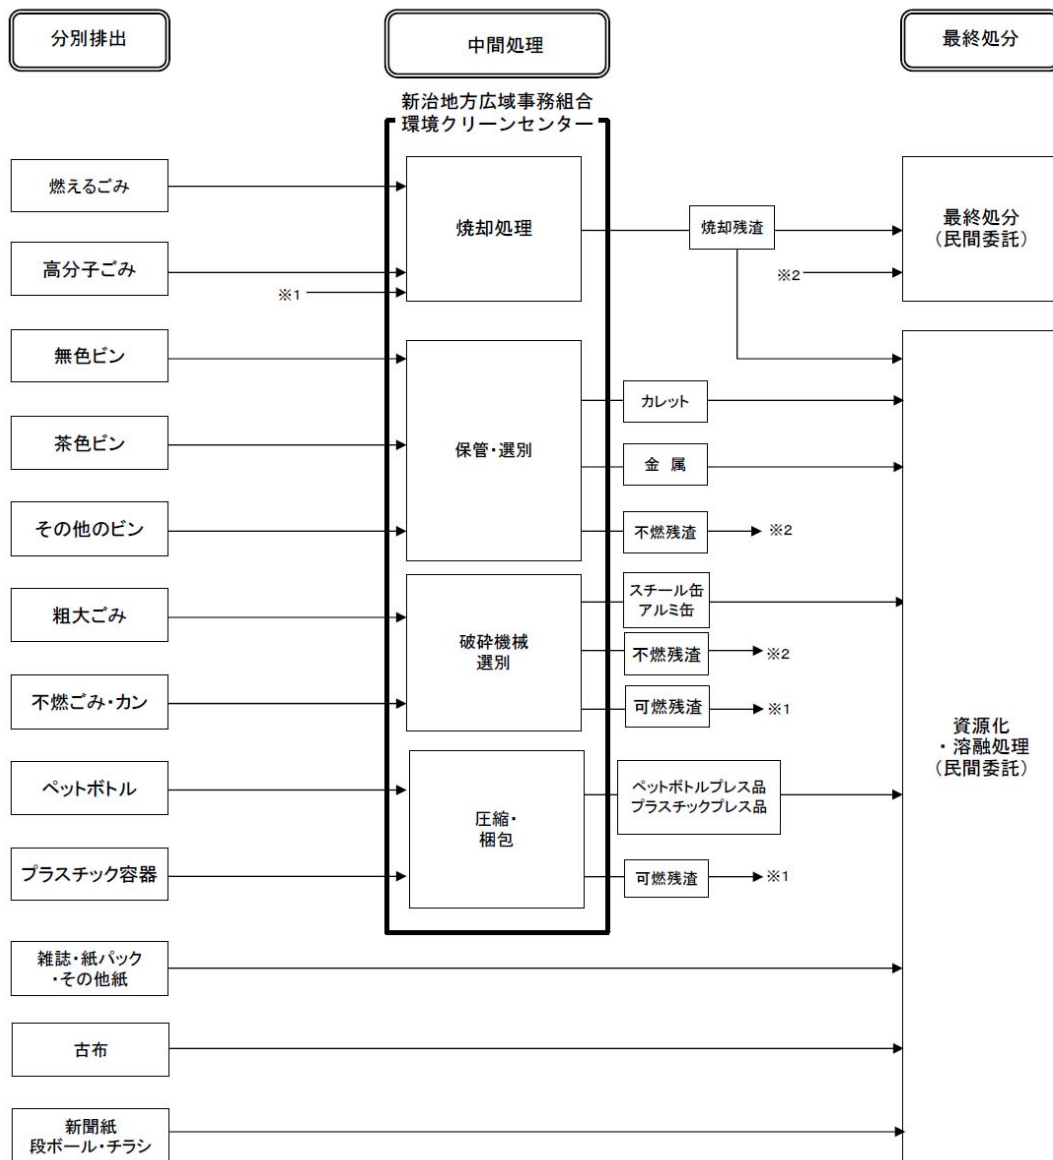 分別排出
中間処理
最終処分
新治地方広域事務組合
環境クリーンセンター
燃えるごみ
高分子ごみ
※1
焼却処理
焼却残渣
※2
最終処分
（民間委託）
無色ビン
茶色ビン
その他のビン
保管・選別
カレット
金 属
不燃残渣
※2
粗大ごみ
不燃ごみ・カン
破砕機械
選別
スチール缶
アルミ缶
不燃残渣
※2
可燃残渣
※1
資源化
・溶融処理
（民間委託）
ペットボトル
プラスチック容器
圧縮・
梱包
ペットボトルプレス品
プラスチックプレス品
可燃残渣
※1
雑誌・紙パック
・その他紙
古布
新聞紙
段ボール・チラシ